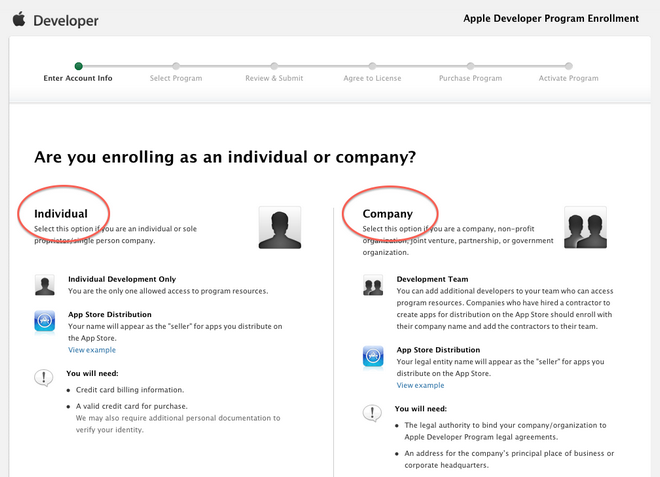 Developer
Apple Developer Program Enrollment
Enter Account Info
Select Program
Review & Submit
Agree to License
Purchase Program
Activate Program
Are you enrolling as an individual or company?
Individual
Select this option if you are an individual or sole
proprietor/single person company.
Individual Development Only
You are the only one allowed access to program resources.
App Store Distribution
Your name will appear as the "seller" for apps you distribute on
the App Store.
View example
You will need:
• Credit card billing information.
• A valid credit card for purchase.
We may also require additional personal documentation to
verify your identity.
Company
Select this option if you are a company, non-profit
organization, joint venture, partnership, or government
organization.
Development Team
You can add additional developers to your team who can access
program resources. Companies who have hired a contractor to
create apps for distribution on the App Store should enroll with
their company name and add the contractors to their team.
App Store Distribution
Your legal entity name will appear as the "seller" for apps you
distribute on the App Store.
View example
You will need:
• The legal authority to bind your company/organization to
Apple Developer Program legal agreements.
• An address for the company's principal place of business or
corporate headquarters.